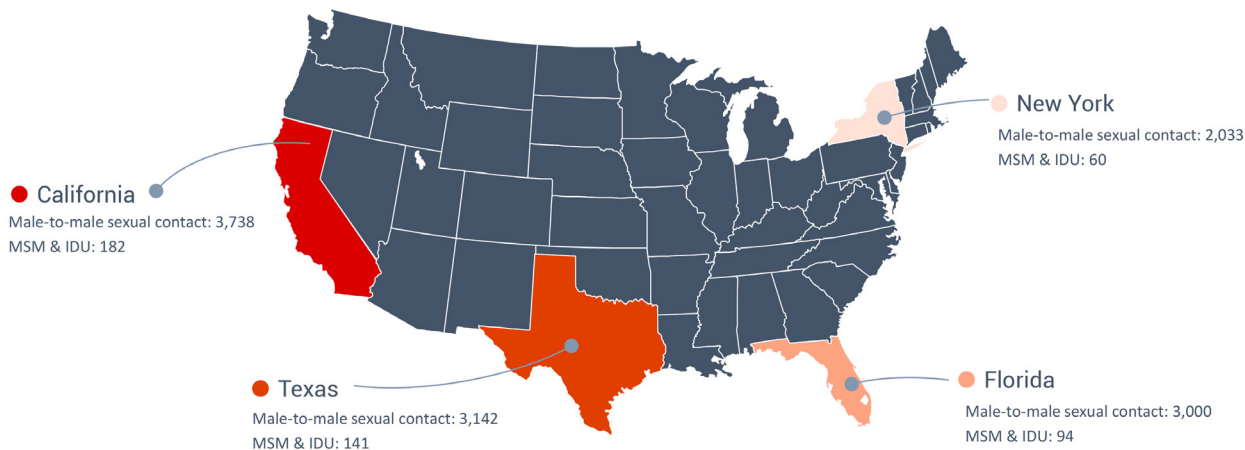 New York
Male-to-male sexual contact: 2,033
MSM & IDU: 60
California
Male-to-male sexual contact: 3,738
MSM & IDU: 182
Texas
Male-to-male sexual contact: 3,142
MSM & IDU: 141
Florida
Male-to-male sexual contact: 3,000
MSM & IDU: 94